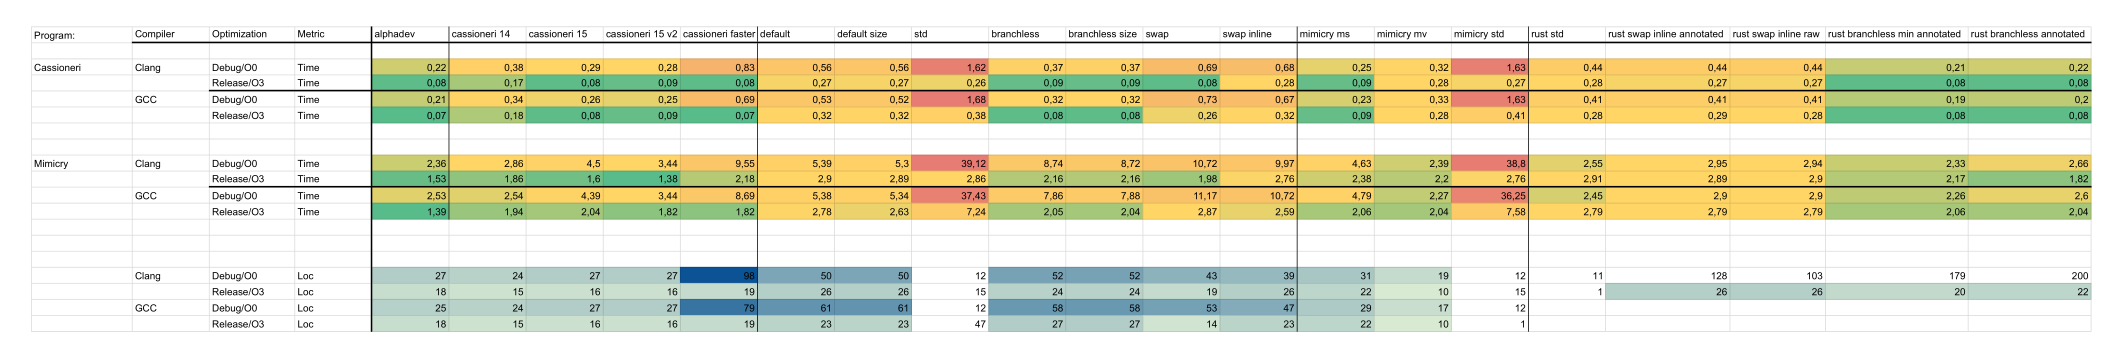 Program: Compiler Optimization Metric alphadev cassioneri 14 cassioneri 15 cassioneri 15 v2 cassioneri faster default default size std branchless branchless size swap swap inline mimicry ms mimicry mv mimicry std rust std rust swap inline annotated rust swap inline raw rust branchless min annotated rust branchless annotated
Cassioneri Clang Debug/O0 Time 0,22 0,38 0,29 0,28 0,83 0,56 0,56 1,62 0,37 0,37 0,69 0,68 0,25 0,32 1,63 0,44 0,44 0,44 0,21 0,22
Release/O3 Time 0,08 0,17 0,08 0,09 0,08 0,27 0,27 0,26 0,09 0,09 0,08 0,28 0,09 0,28 0,27 0,28 0,27 0,28 0,08 0,08
GCC Debug/O0 Time 0,21 0,34 0,26 0,25 0,69 0,53 0,52 1,68 0,32 0,32 0,73 0,67 0,23 0,33 1,63 0,41 0,41 0,41 0,19 0,2
Release/O3 Time 0,07 0,18 0,08 0,09 0,07 0,32 0,32 0,38 0,08 0,08 0,26 0,32 0,09 0,28 0,41 0,28 0,29 0,28 0,08 0,08
Mimicry Clang Debug/O0 Time 2,36 2,86 4,5 3,44 9,55 5,39 5,3 39,12 8,74 8,72 10,72 9,97 4,63 2,39 38,8 2,55 2,95 2,94 2,33 2,66
Release/O3 Time 1,53 1,86 1,6 1,38 2,18 2,9 2,89 2,86 2,16 2,16 1,98 2,76 2,38 2,2 2,76 2,91 2,89 2,9 2,17 1,82
GCC Debug/O0 Time 2,53 2,54 4,39 3,44 8,69 5,38 5,34 37,43 7,86 7,88 11,17 10,72 4,79 2,27 36,25 2,45 2,9 2,9 2,26 2,6
Release/O3 Time 1,39 1,94 2,04 1,82 1,82 2,78 2,63 7,24 2,05 2,04 2,87 2,59 2,06 2,04 7,58 2,79 2,79 2,79 2,06 2,04
Clang Debug/O0 Loc 27 24 27 27 98 50 50 12 52 52 43 39 31 19 12 11 128 103 179 200
Release/O3 Loc 18 15 16 16 19 26 26 15 24 24 19 26 22 10 15 1 26 26 20 22
GCC Debug/O0 Loc 25 24 27 27 79 61 61 12 58 58 53 47 29 17 12
Release/O3 Loc 18 15 16 16 19 23 23 47 27 27 14 23 22 10 1